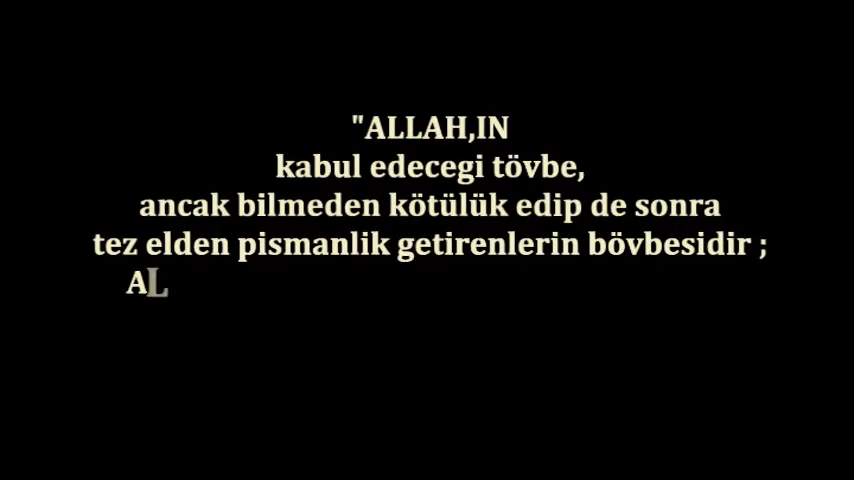 "ALLAH,IN
kabul edecegi tövbe,
ancak bilmeden kötülük edip de sonra
tez elden pismanlik getirenlerin bövbesidir ;
AL